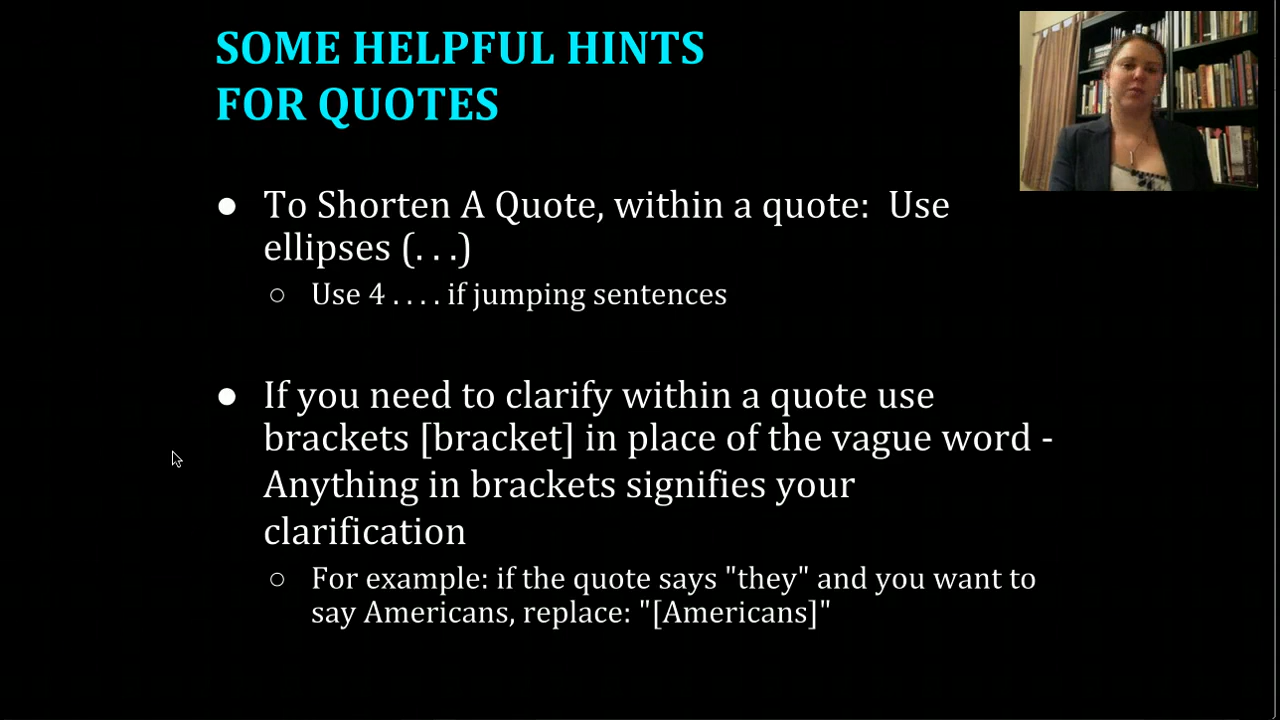 SOME HELPFUL HINTS
FOR QUOTES
● To Shorten A Quote, within a quote:  Use
ellipses (. . .)
○ Use 4 . . . . if jumping sentences
● If you need to clarify within a quote use
brackets [bracket] in place of the vague word -
Anything in brackets signifies your
clarification
○ For example: if the quote says "they" and you want to
say Americans, replace: "[Americans]"